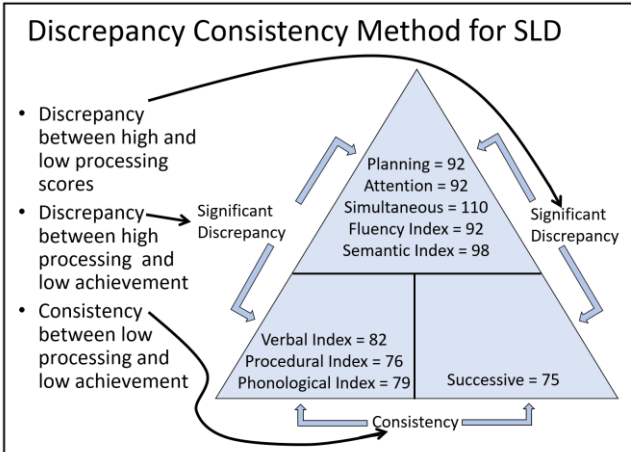 Discrepancy Consistency Method for SLD
• Discrepancy
between high and
low processing
scores
• Discrepancy
between high
processing and
low achievement
• Consistency
between low
processing and
low achievement
Significant
Discrepancy
Planning = 92
Attention = 92
Simultaneous = 110
Fluency Index = 92
Semantic Index = 98
Significant
Discrepancy
Verbal Index = 82
Procedural Index = 76
Phonological Index = 79
Successive = 75
Consistency